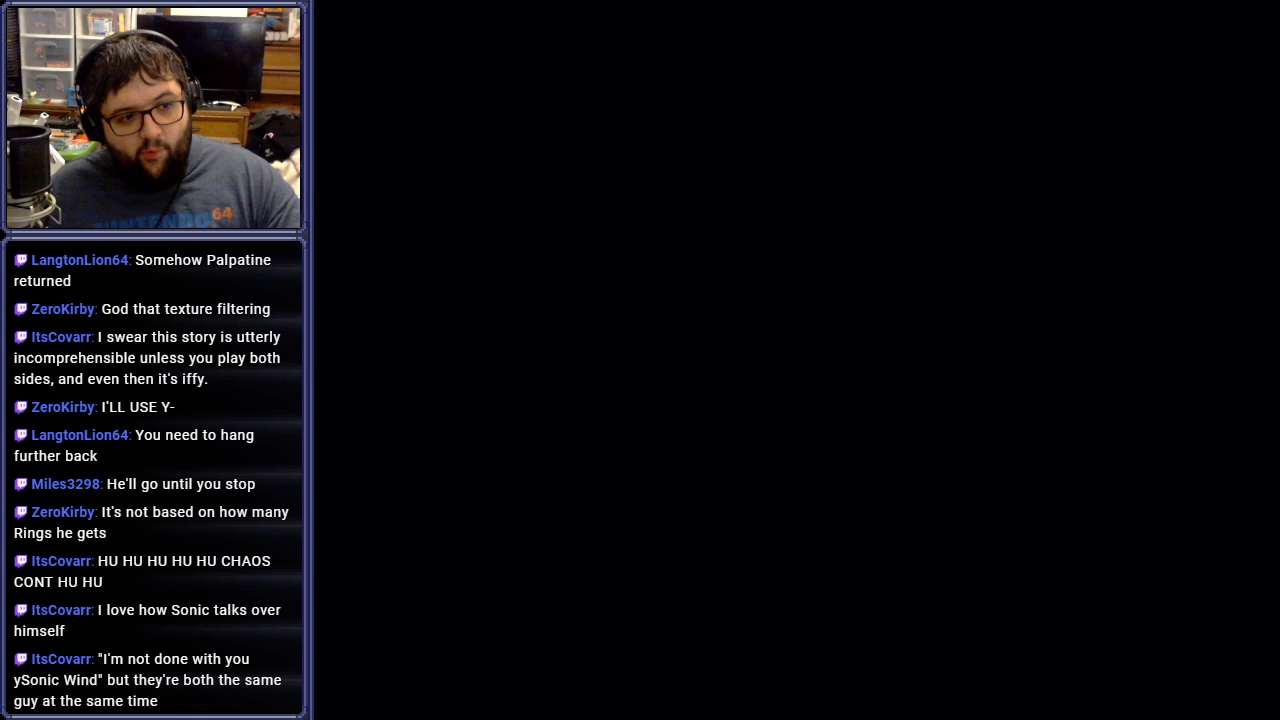 NINTENDO 64
LangtonLion64: Somehow Palpatine
returned
ZeroKirby: God that texture filtering
ItsCovarr: I swear this story is utterly
incomprehensible unless you play both
sides, and even then it's iffy.
ZeroKirby: I'LL USE Y-
LangtonLion64: You need to hang
further back
Miles3298: He'll go until you stop
ZeroKirby: It's not based on how many
Rings he gets
ItsCovarr: HU HU HU HU HU CHAOS
CONT HU HU
ItsCovarr: I love how Sonic talks over
himself
ItsCovarr: "I'm not done with you
ySonic Wind" but they're both the same
guy at the same time